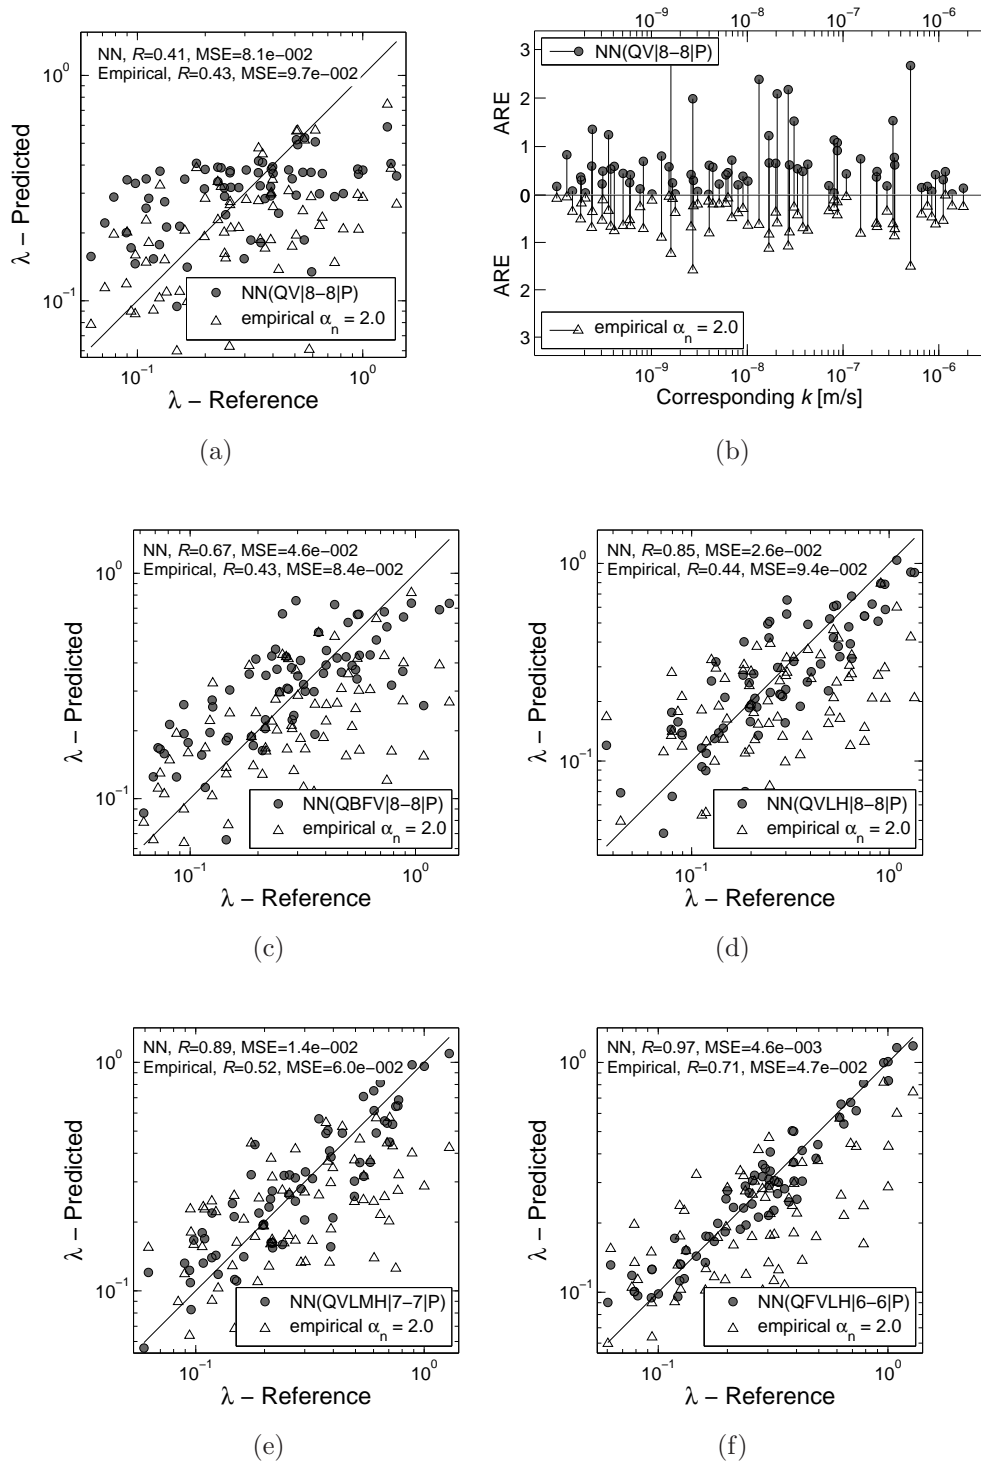 NN, R=0.41, MSE=8.1e−002
Empirical, R=0.43, MSE=9.7e−002
10^0
10^−1
λ − Predicted
NN(QV|8−8|P)
empirical α_n = 2.0
10^−1 10^0
λ − Reference
(a)
10^−9 10^−8 10^−7 10^−6
NN(QV|8−8|P)
3
2
1
0
1
2
3
ARE
ARE
empirical α_n = 2.0
10^−9 10^−8 10^−7 10^−6
Corresponding k [m/s]
(b)
NN, R=0.67, MSE=4.6e−002
Empirical, R=0.43, MSE=8.4e−002
10^0
10^−1
λ − Predicted
NN(QBFV|8−8|P)
empirical α_n = 2.0
10^−1 10^0
λ − Reference
(c)
NN, R=0.85, MSE=2.6e−002
Empirical, R=0.44, MSE=9.4e−002
10^0
10^−1
λ − Predicted
NN(QVLH|8−8|P)
empirical α_n = 2.0
10^−1 10^0
λ − Reference
(d)
NN, R=0.89, MSE=1.4e−002
Empirical, R=0.52, MSE=6.0e−002
10^0
10^−1
λ − Predicted
NN(QVLMH|7−7|P)
empirical α_n = 2.0
10^−1 10^0
λ − Reference
(e)
NN, R=0.97, MSE=4.6e−003
Empirical, R=0.71, MSE=4.7e−002
10^0
10^−1
λ − Predicted
NN(QFVLH|6−6|P)
empirical α_n = 2.0
10^−1 10^0
λ − Reference
(f)